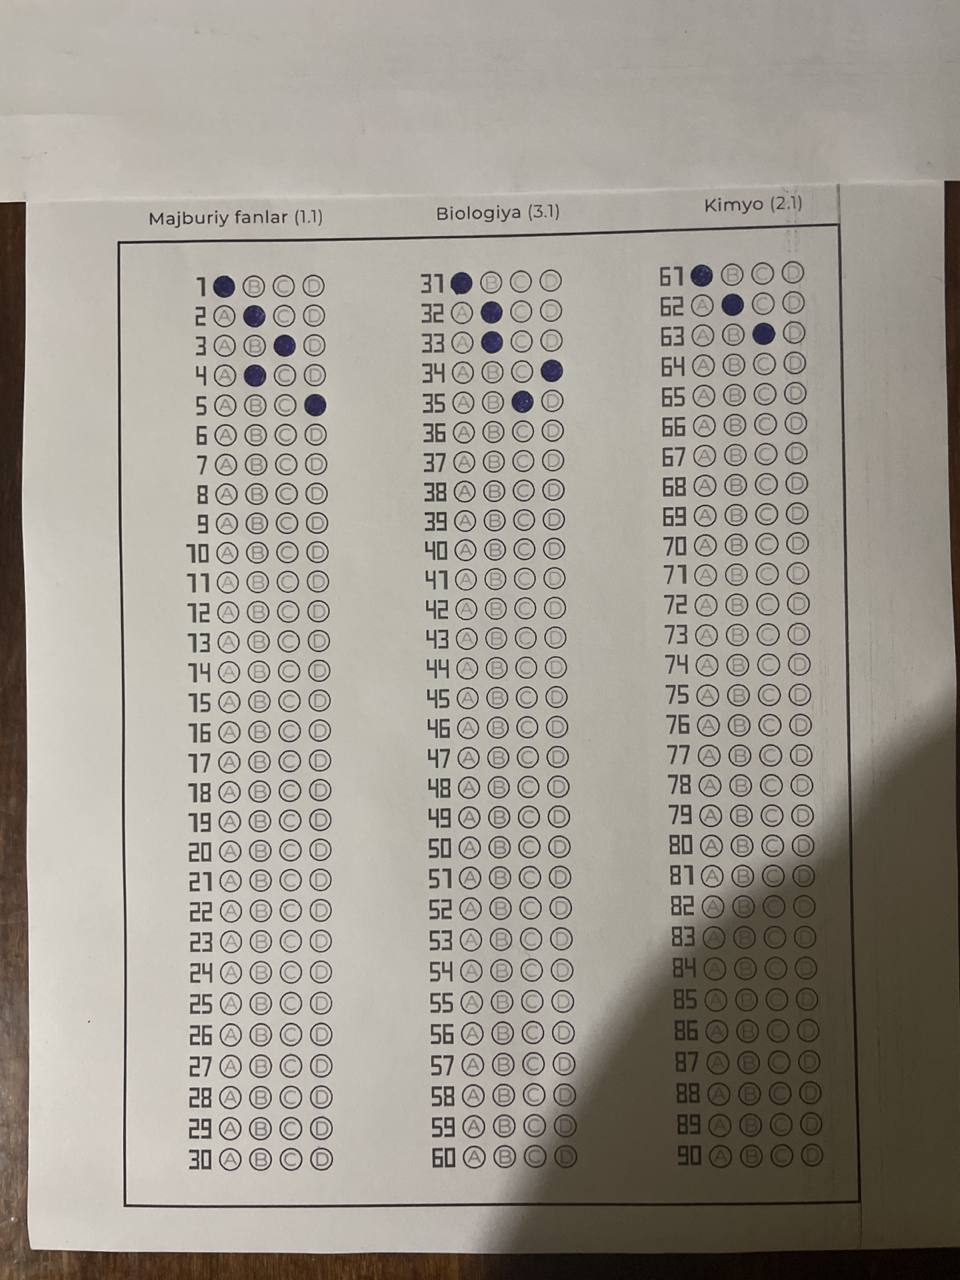 Majburiy fanlar (1.1)
Biologiya (3.1)
Kimyo (2.1)
1 B C D
2 A C D
3 A B D
4 A C D
5 A B C
6 A B C D
7 A B C D
8 A B C D
9 A B C D
10 A B C D
11 A B C D
12 A B C D
13 A B C D
14 A B C D
15 A B C D
16 A B C D
17 A B C D
18 A B C D
19 A B C D
20 A B C D
21 A B C D
22 A B C D
23 A B C D
24 A B C D
25 A B C D
26 A B C D
27 A B C D
28 A B C D
29 A B C D
30 A B C D
31 B C D
32 A C D
33 A C D
34 A B C
35 A B D
36 A B C D
37 A B C D
38 A B C D
39 A B C D
40 A B C D
41 A B C D
42 A B C D
43 A B C D
44 A B C D
45 A B C D
46 A B C D
47 A B C D
48 A B C D
49 A B C D
50 A B C D
51 A B C D
52 A B C D
53 A B C D
54 A B C D
55 A B C D
56 A B C D
57 A B C D
58 A B C D
59 A B C D
60 A B C D
61 B C D
62 A C D
63 A B D
64 A B C D
65 A B C D
66 A B C D
67 A B C D
68 A B C D
69 A B C D
70 A B C D
71 A B C D
72 A B C D
73 A B C D
74 A B C D
75 A B C D
76 A B C D
77 A B C D
78 A B C D
79 A B C D
80 A B C D
81 A B C D
82 A B C D
83 A B C D
84 A B C D
85 A B C D
86 A B C D
87 A B C D
88 A B C D
89 A B C D
90 A B C D